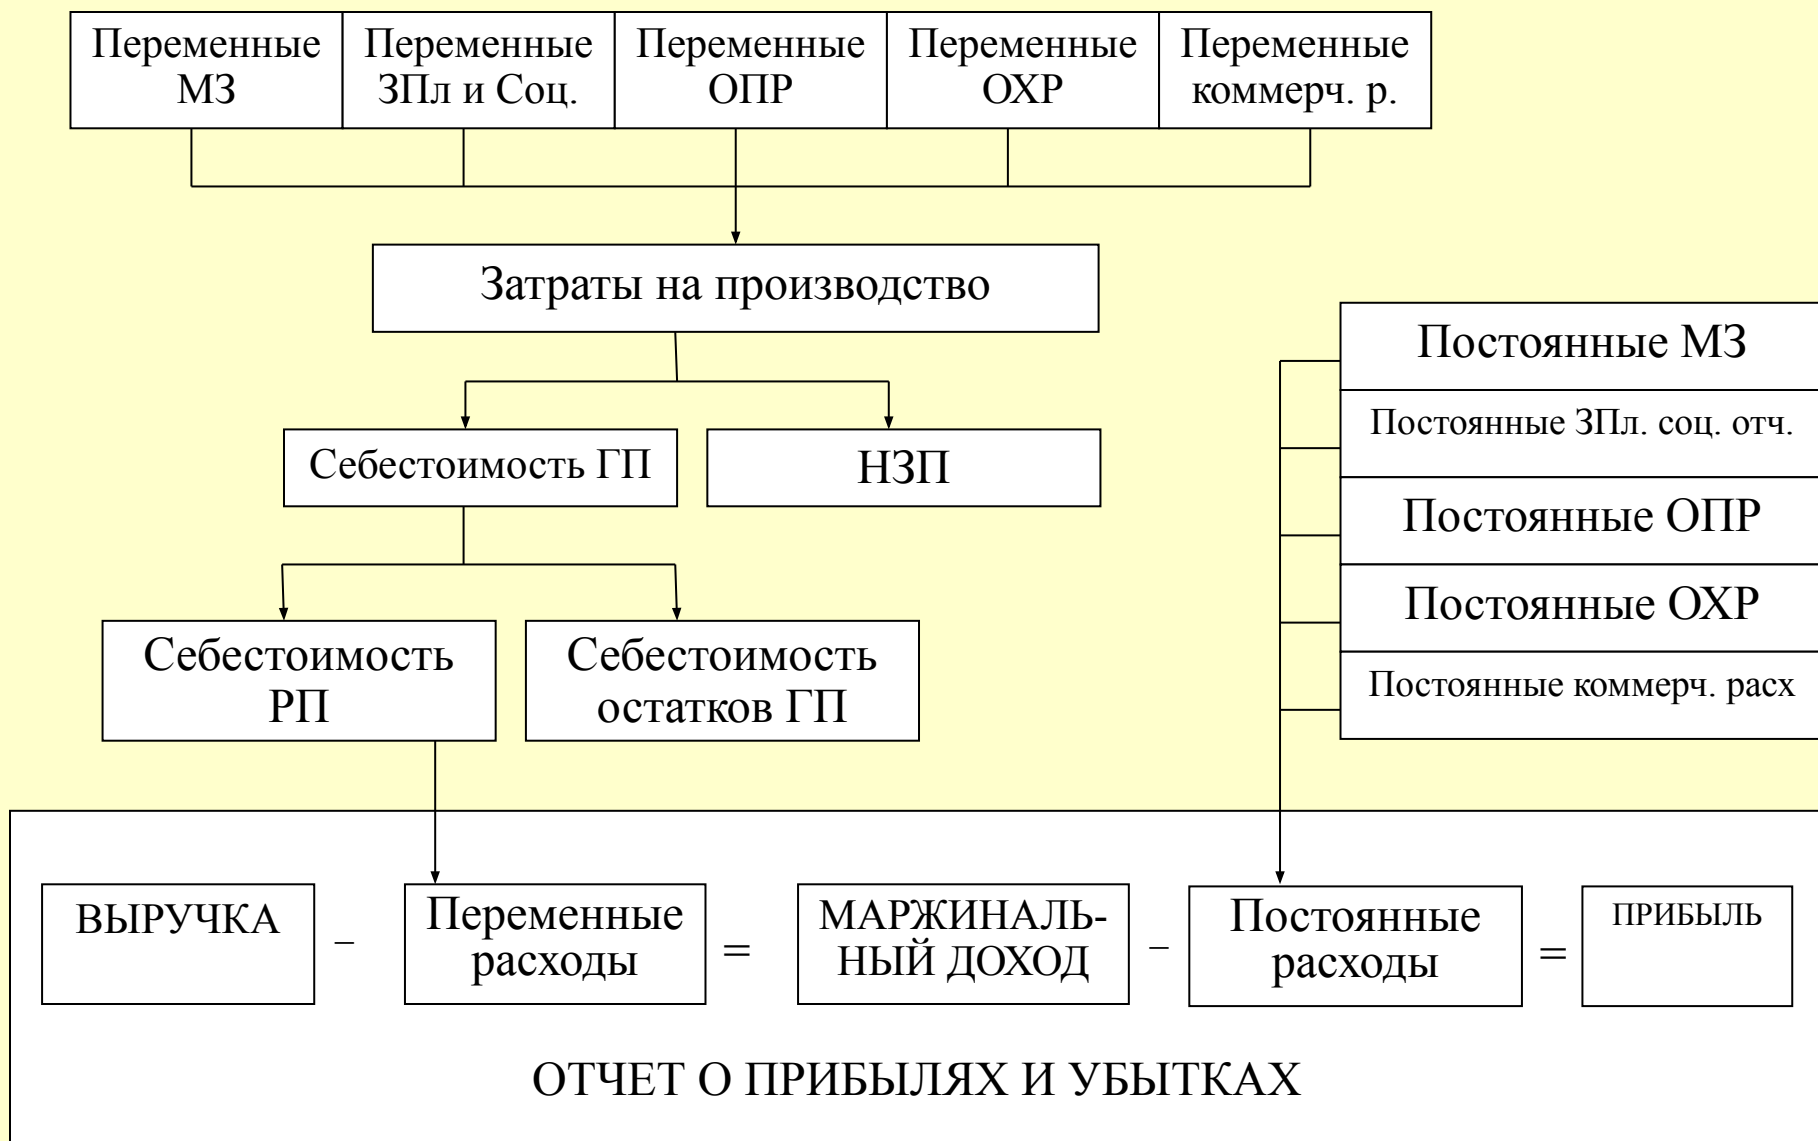 Переменные
МЗ
Переменные
ЗПл и Соц.
Переменные
ОПР
Переменные
ОХР
Переменные
коммерч. р.
Затраты на производство
Постоянные МЗ
Постоянные ЗПл. соц. отч.
Постоянные ОПР
Постоянные ОХР
Постоянные коммерч. расх
Себестоимость ГП
НЗП
Себестоимость
РП
Себестоимость
остатков ГП
ВЫРУЧКА
–
Переменные
расходы
=
МАРЖИНАЛЬ-
НЫЙ ДОХОД
–
Постоянные
расходы
=
ПРИБЫЛЬ
ОТЧЕТ О ПРИБЫЛЯХ И УБЫТКАХ